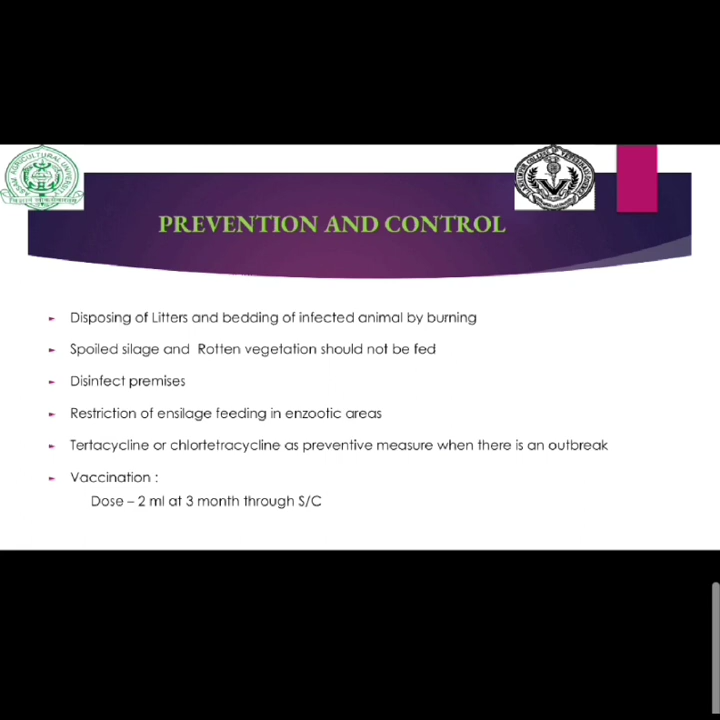 PREVENTION AND CONTROL
Disposing of Litters and bedding of infected animal by burning
Spoiled silage and Rotten vegetation should not be fed
Disinfect premises
Restriction of ensilage feeding in enzootic areas
Tertacycline or chlortetracycline as preventive measure when there is an outbreak
Vaccination :
Dose – 2 ml at 3 month through S/C